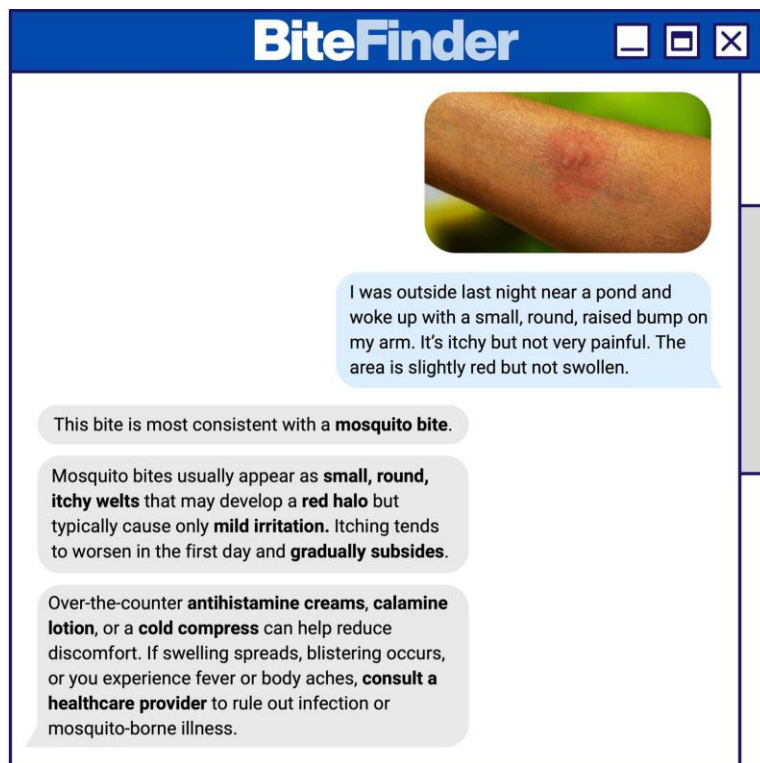 BiteFinder
I was outside last night near a pond and
woke up with a small, round, raised bump on
my arm. It’s itchy but not very painful. The
area is slightly red but not swollen.
This bite is most consistent with a mosquito bite.
Mosquito bites usually appear as small, round,
itchy welts that may develop a red halo but
typically cause only mild irritation. Itching tends
to worsen in the first day and gradually subsides.
Over-the-counter antihistamine creams, calamine
lotion, or a cold compress can help reduce
discomfort. If swelling spreads, blistering occurs,
or you experience fever or body aches, consult a
healthcare provider to rule out infection or
mosquito-borne illness.